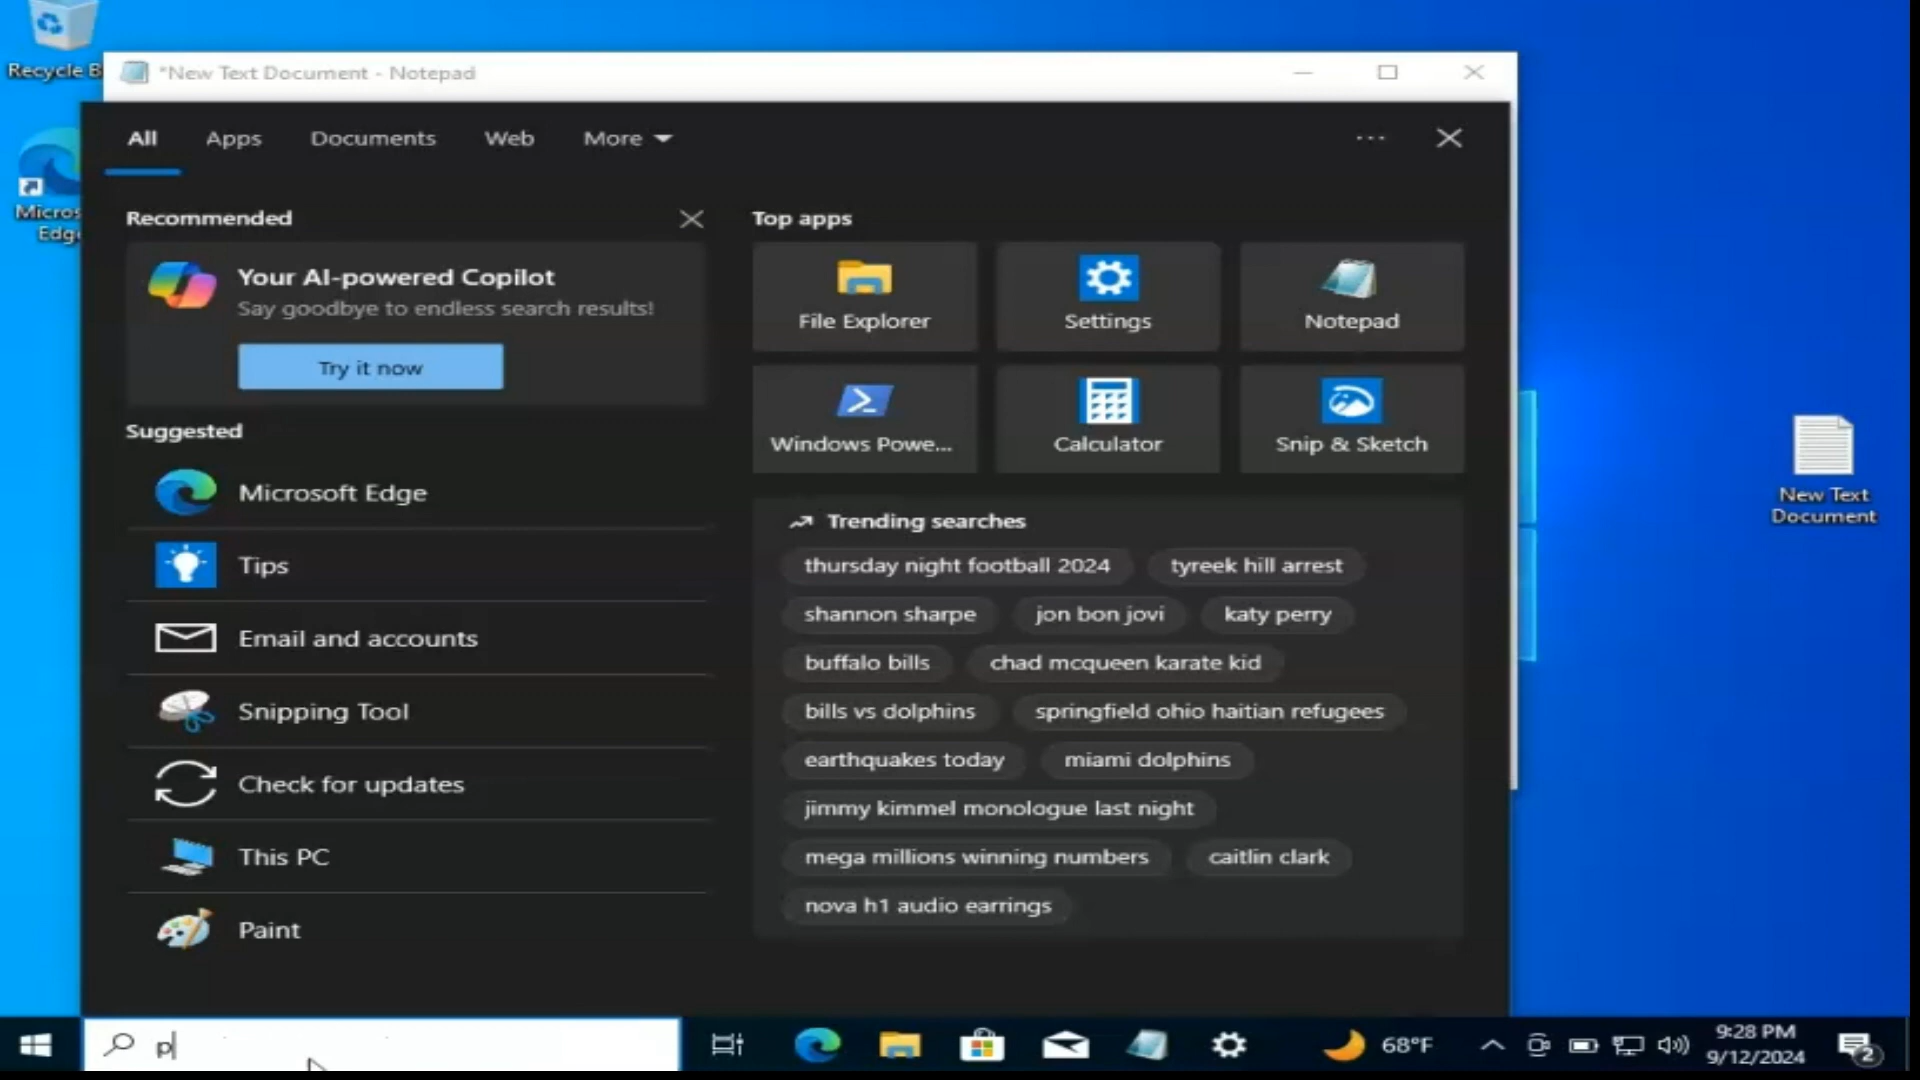 Recycle B
*New Text Document - Notepad
All Apps Documents Web More
Micros
Edge
Recommended
Your AI-powered Copilot
Say goodbye to endless search results!
Try it now
Suggested
Microsoft Edge
Tips
Email and accounts
Snipping Tool
Check for updates
This PC
Paint
Top apps
File Explorer Settings Notepad
Windows Powe... Calculator Snip & Sketch
Trending searches
thursday night football 2024 tyreek hill arrest
shannon sharpe jon bon jovi katy perry
buffalo bills chad mcqueen karate kid
bills vs dolphins springfield ohio haitian refugees
earthquakes today miami dolphins
jimmy kimmel monologue last night
mega millions winning numbers caitlin clark
nova h1 audio earrings
New Text
Document
p
68°F
9:28 PM
9/12/2024
2